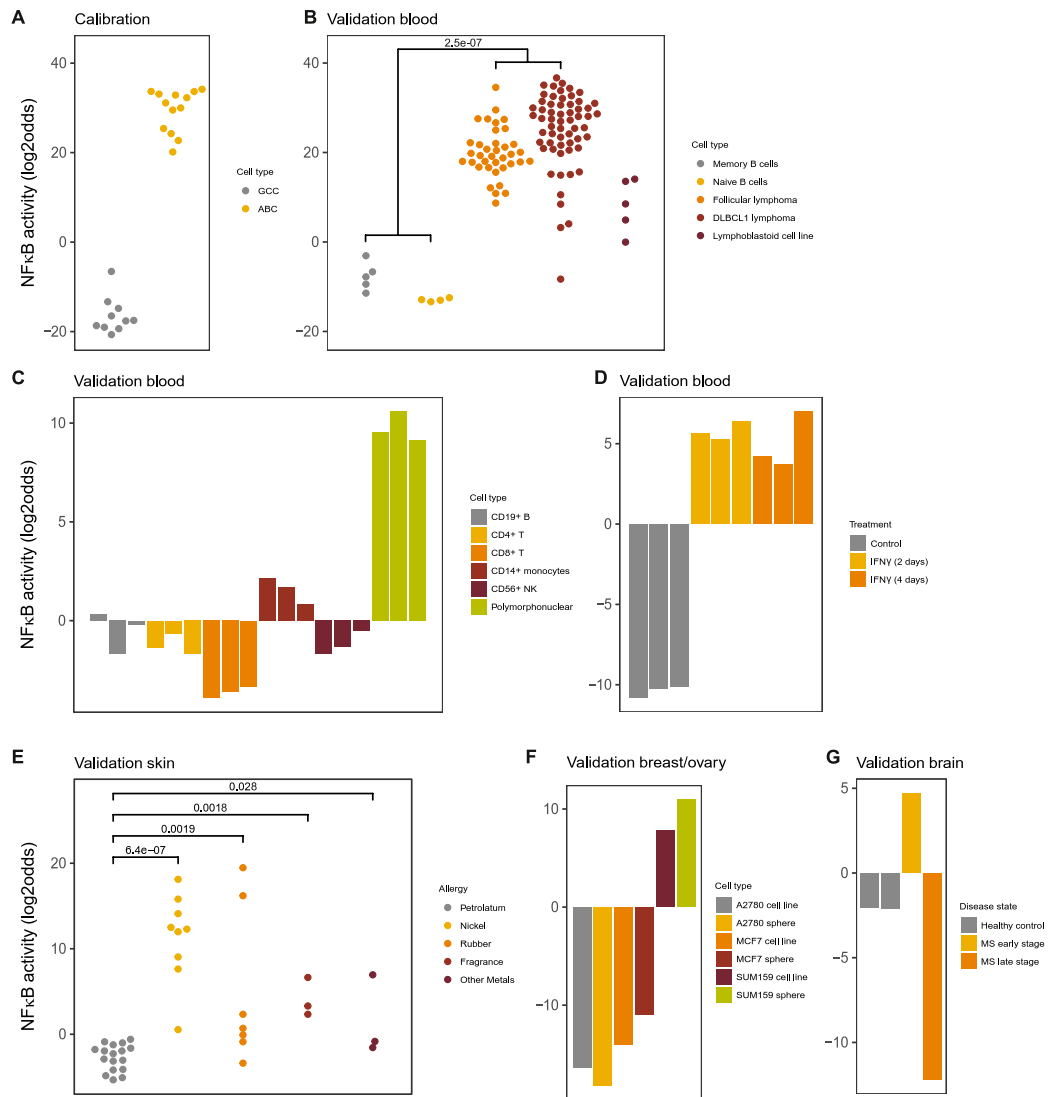 A
Calibration
NFκB activity (log2odds)
40
20
0
−20
Cell type
GCC
ABC
B
Validation blood
2.5e-07
40
20
0
−20
Cell type
Memory B cells
Naive B cells
Follicular lymphoma
DLBCL1 lymphoma
Lymphoblastoid cell line
C
Validation blood
NFκB activity (log2odds)
10
5
0
Cell type
CD19+ B
CD4+ T
CD8+ T
CD14+ monocytes
CD56+ NK
Polymorphonuclear
D
Validation blood
5
0
−5
−10
Treatment
Control
IFNγ (2 days)
IFNγ (4 days)
E
Validation skin
NFκB activity (log2odds)
0.028
0.0018
0.0019
6.4e-07
20
10
0
Allergy
Petrolatum
Nickel
Rubber
Fragrance
Other Metals
F
Validation breast/ovary
10
0
−10
Cell type
A2780 cell line
A2780 sphere
MCF7 cell line
MCF7 sphere
SUM159 cell line
SUM159 sphere
G
Validation brain
5
0
−5
−10
Disease state
Healthy control
MS early stage
MS late stage